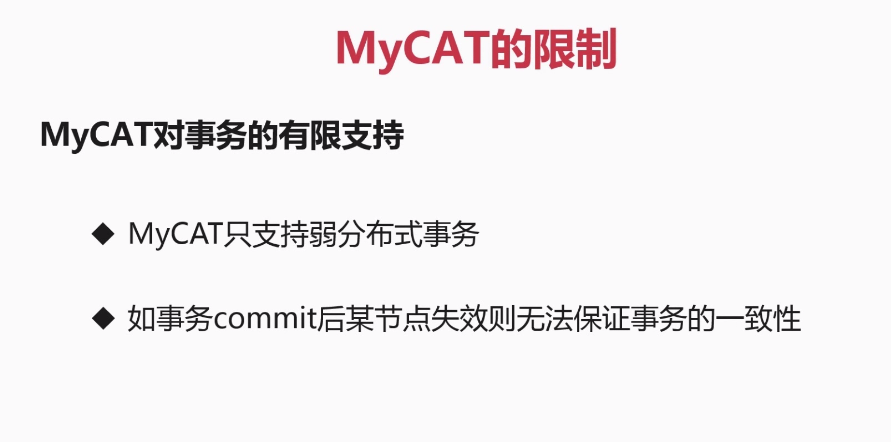 MyCAT的限制
MyCAT对事务的有限支持
◆ MyCAT只支持弱分布式事务
◆ 如事务commit后某节点失效则无法保证事务的一致性